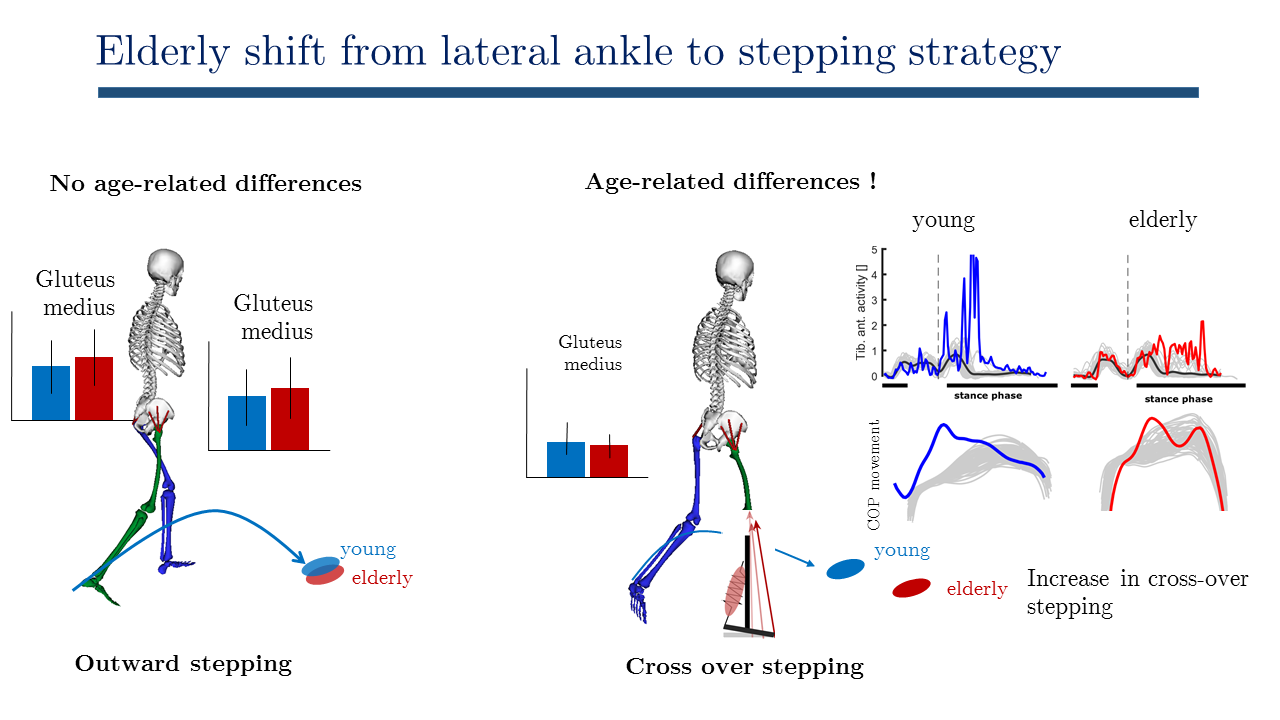 Elderly shift from lateral ankle to stepping strategy
No age-related differences
Age-related differences !
Gluteus
medius
Gluteus
medius
young
elderly
Outward stepping
Gluteus
medius
young
elderly
5
4
3
2
1
0
Tib. ant. activity []
stance phase
stance phase
COP movement
young
elderly
Increase in cross-over
stepping
Cross over stepping